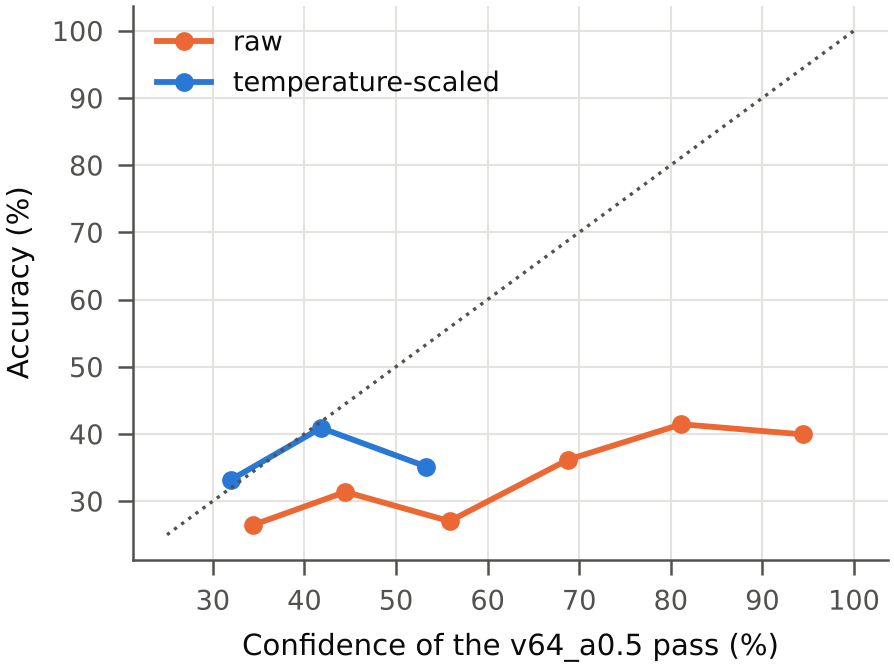 raw
temperature-scaled
100
90
80
70
60
50
40
30
Accuracy (%)
30 40 50 60 70 80 90 100
Confidence of the v64_a0.5 pass (%)